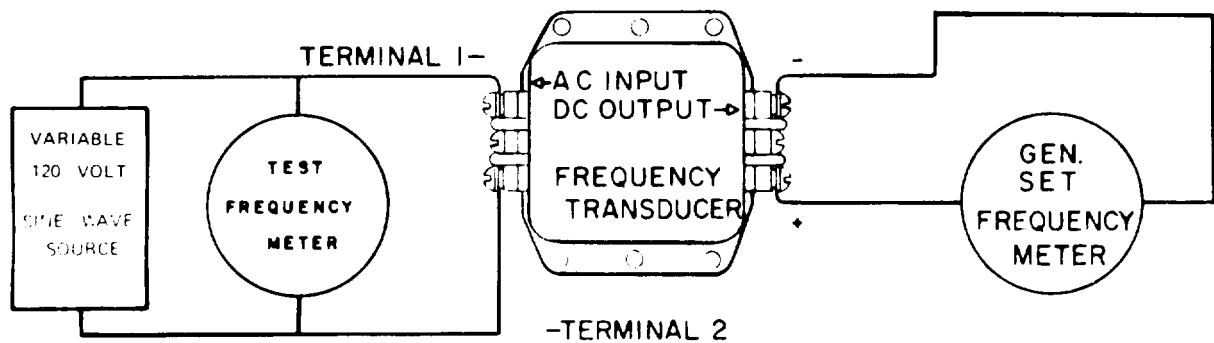 TERMINAL 1-
VARIABLE
120 VOLT
SINE WAVE
SOURCE
TEST
FREQUENCY
METER
AC INPUT
DC OUTPUT
FREQUENCY
TRANSDUCER
-
+
GEN.
SET
FREQUENCY
METER
-TERMINAL 2